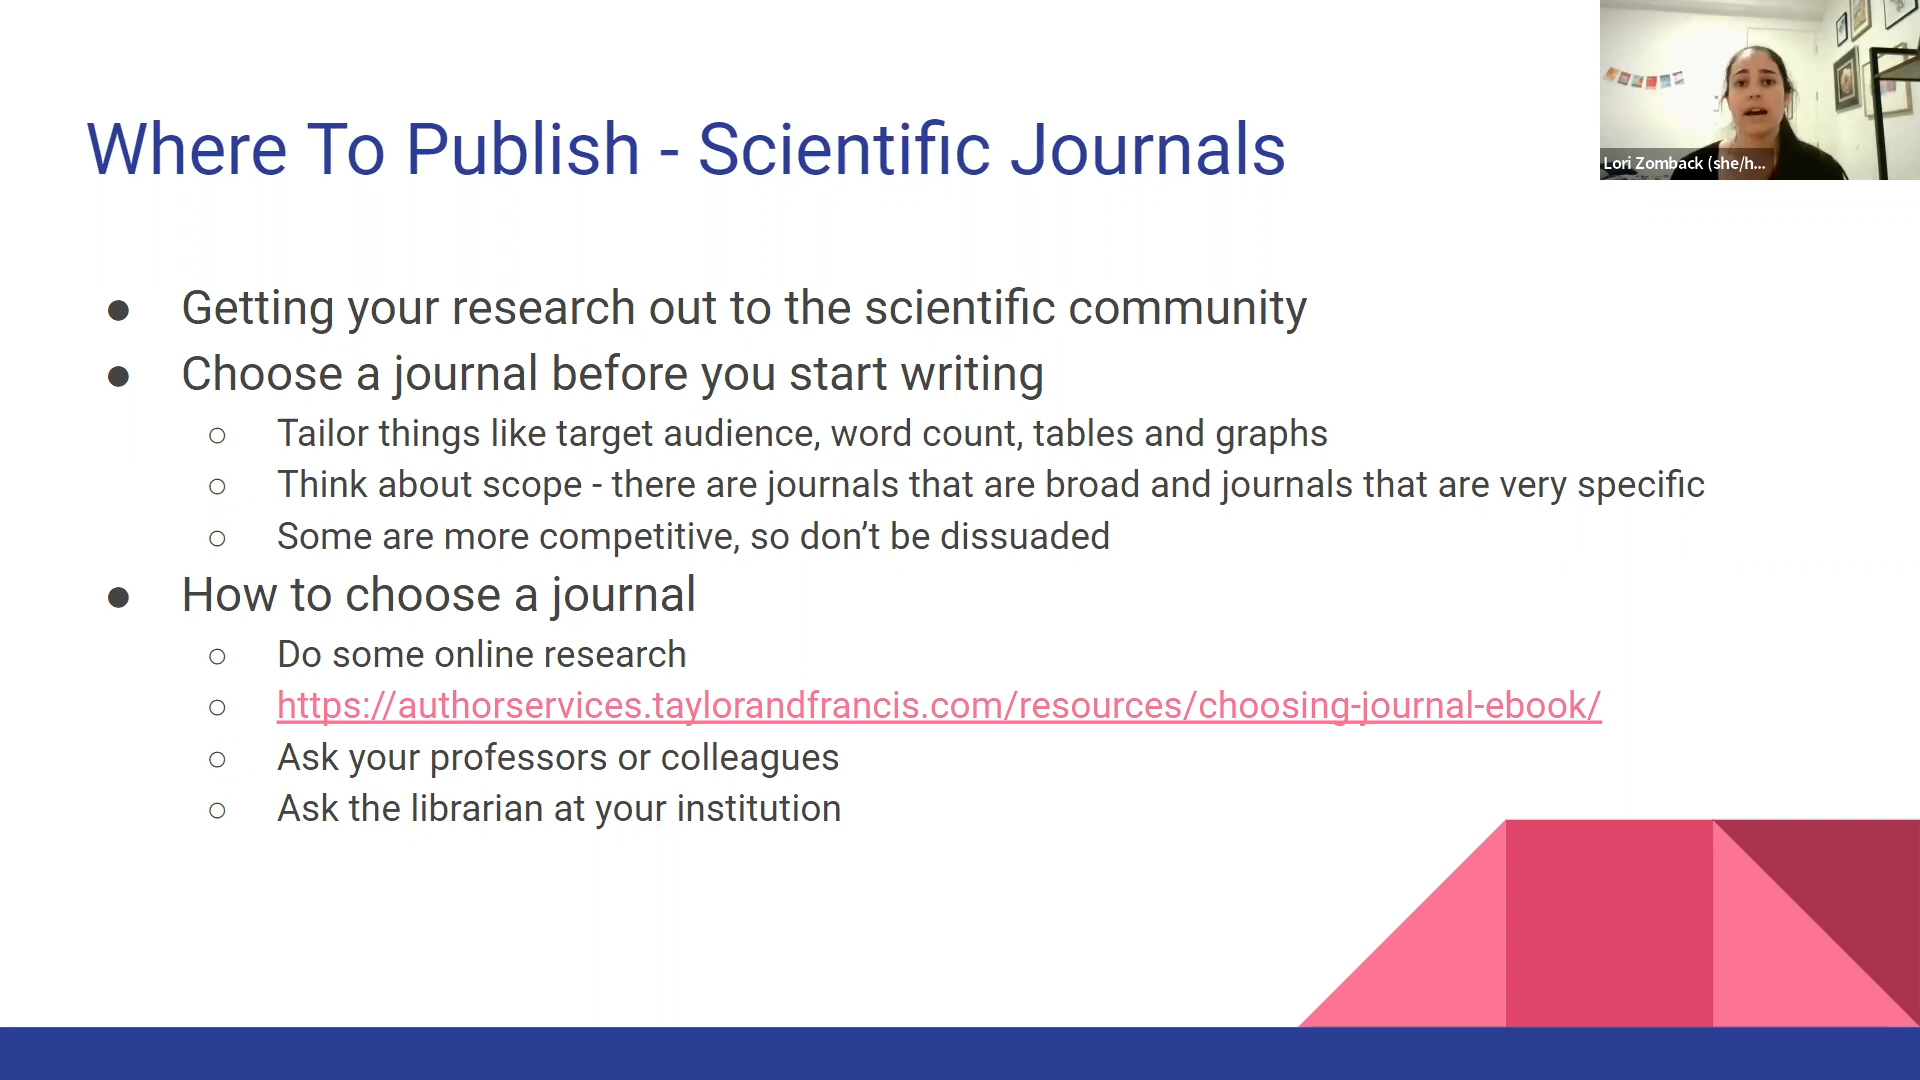 Where To Publish - Scientific Journals
Lori Zomback (she/h...
● Getting your research out to the scientific community
● Choose a journal before you start writing
○ Tailor things like target audience, word count, tables and graphs
○ Think about scope - there are journals that are broad and journals that are very specific
○ Some are more competitive, so don’t be dissuaded
● How to choose a journal
○ Do some online research
○ https://authorservices.taylorandfrancis.com/resources/choosing-journal-ebook/
○ Ask your professors or colleagues
○ Ask the librarian at your institution